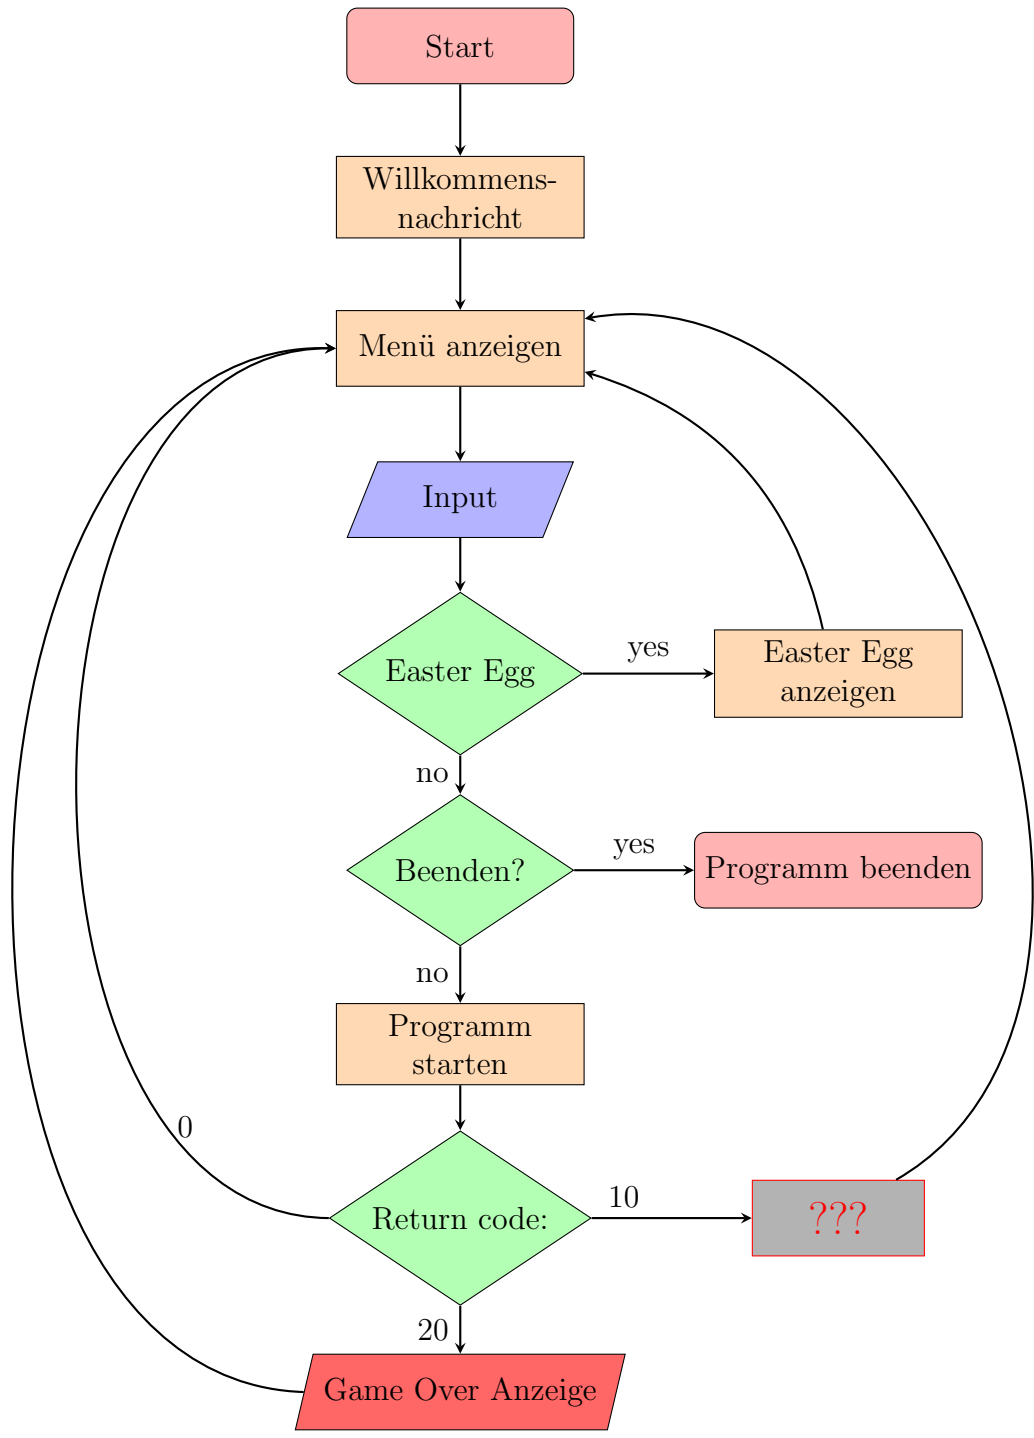 Start
Willkommens-
nachricht
Menü anzeigen
Input
Easter Egg
yes
Easter Egg
anzeigen
no
Beenden?
yes
Programm beenden
no
Programm
starten
0
Return code:
10
???
20
Game Over Anzeige